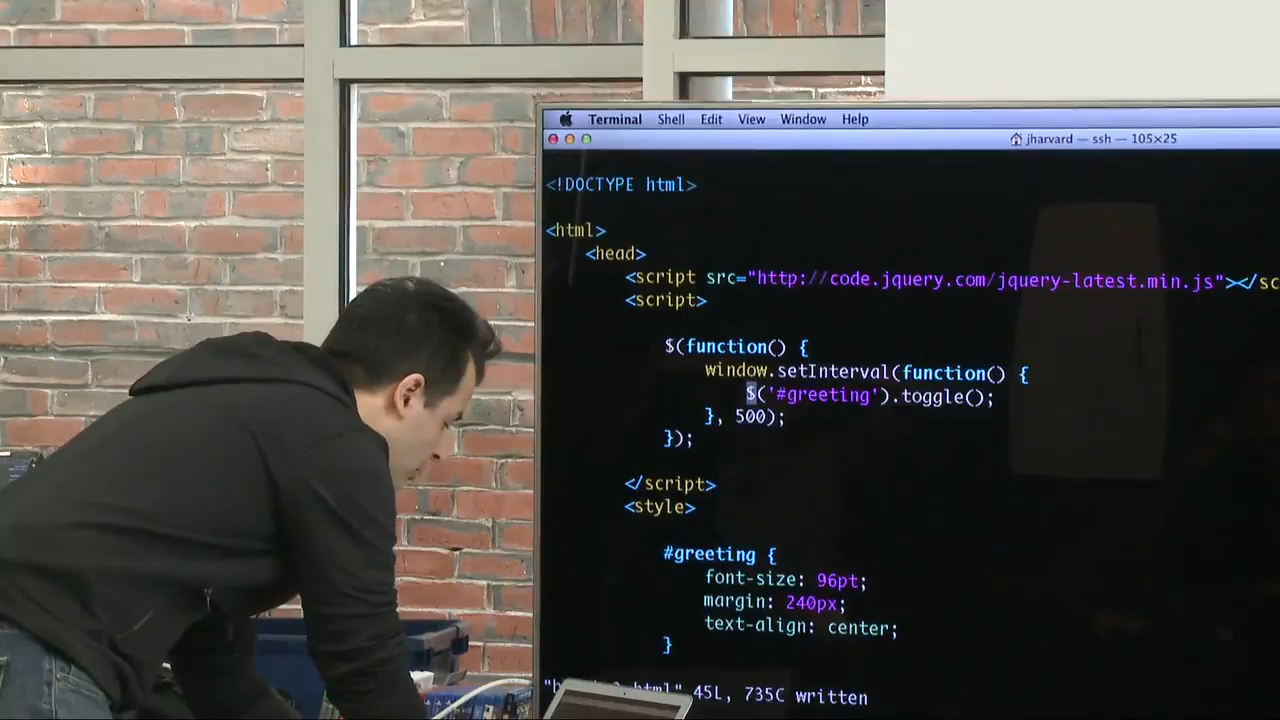 Terminal Shell Edit View Window Help
jharvard — ssh — 105×25
<!DOCTYPE html>
<html>
<head>
<script src="http://code.jquery.com/jquery-latest.min.js"></sc
<script>
$(function() {
window.setInterval(function() {
$('#greeting').toggle();
}, 500);
});
</script>
<style>
#greeting {
font-size: 96pt;
margin: 240px;
text-align: center;
}
45L, 735C written